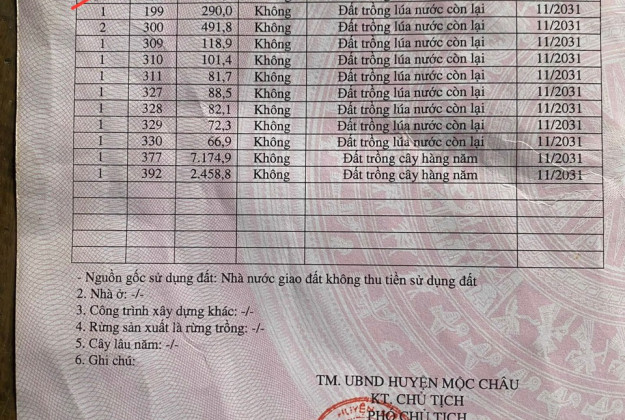 1 199 290,0 Không Đất trồng lúa nước còn lại 11/2031
2 300 491,8 Không Đất trồng lúa nước còn lại 11/2031
1 309 118,9 Không Đất trồng lúa nước còn lại 11/2031
1 310 101,4 Không Đất trồng lúa nước còn lại 11/2031
1 311 81,7 Không Đất trồng lúa nước còn lại 11/2031
1 327 88,5 Không Đất trồng lúa nước còn lại 11/2031
1 328 82,1 Không Đất trồng lúa nước còn lại 11/2031
1 329 72,3 Không Đất trồng lúa nước còn lại 11/2031
1 330 66,9 Không Đất trồng lúa nước còn lại 11/2031
1 377 7.174,9 Không Đất trồng cây hàng năm 11/2031
1 392 2.458,8 Không Đất trồng cây hàng năm 11/2031
- Nguồn gốc sử dụng đất: Nhà nước giao đất không thu tiền sử dụng đất
2. Nhà ở: -/-
3. Công trình xây dựng khác: -/-
4. Rừng sản xuất là rừng trồng: -/-
5. Cây lâu năm: -/-
6. Ghi chú:
TM. UBND HUYỆN MỘC CHÂU
KT. CHỦ TỊCH
PHÓ CHỦ TỊCH
HUYỆN